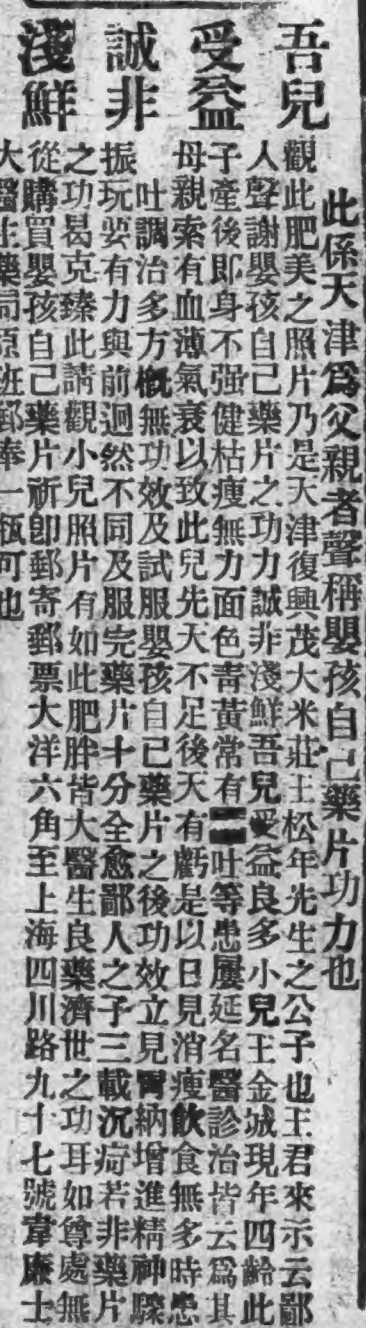 吾兒
受益
誠非
淺鮮
此係天津爲父親者聲稱嬰孩自己藥片功力也
觀此肥美之照片乃是天津復興茂大米莊王松年先生之公子也王君來示云鄙
人聲謝嬰孩自己藥片之功力誠非淺鮮吾兒受益良多小兒王金城現年四齡此
子產後即身不强健枯瘦無力面色靑黃常有吐等患屢延名醫診治皆云爲其
母親索有血薄氣衰以致此兒先天不足後天有虧是以日見消瘦飲食無多時患
吐調治多方概無功效及試服嬰孩自己藥片之後功效立見胃納增進精神驟
振玩耍有力與前迥然不同及服完藥片十分全愈鄙人之子三載沉疴若非藥片
之功曷克臻此請觀小兒照片有如此肥胖皆大醫生良藥濟世之功耳如尊處無
從購買嬰孩自己藥片祈卽郵寄郵票大洋六角至上海四川路九十七號韋廉士
大醫生藥局原班郵奉一瓶可也